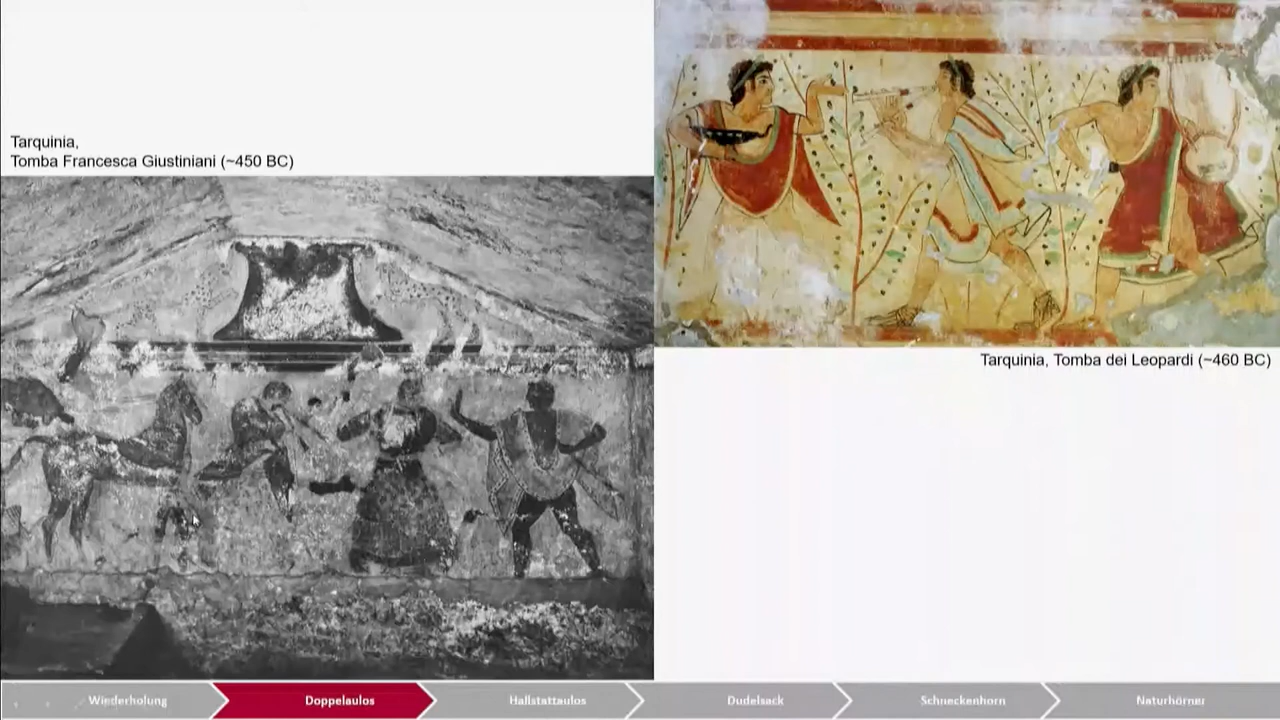 Tarquinia,
Tomba Francesca Giustiniani (~450 BC)
Tarquinia, Tomba dei Leopardi (~460 BC)
Wiederholung
Doppelaulos
Hallstattaulos
Dudelsack
Schneckenhorn
Naturhörner